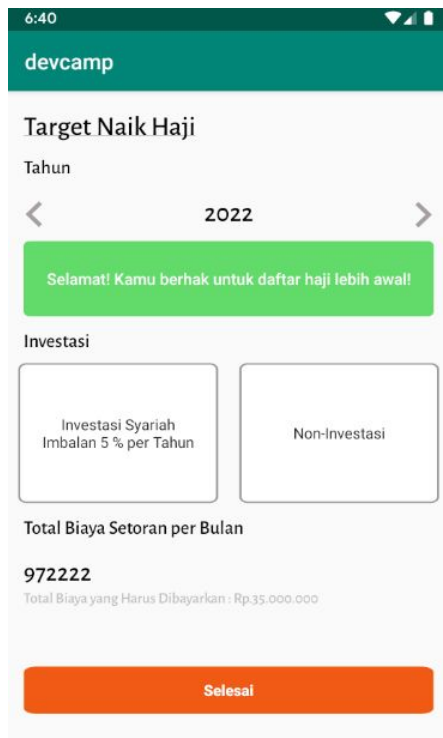 6:40
devcamp
Target Naik Haji
Tahun
2022
Selamat! Kamu berhak untuk daftar haji lebih awal!
Investasi
Investasi Syariah
Imbalan 5 % per Tahun
Non-Investasi
Total Biaya Setoran per Bulan
972222
Total Biaya yang Harus Dibayarkan : Rp.35.000.000
Selesai